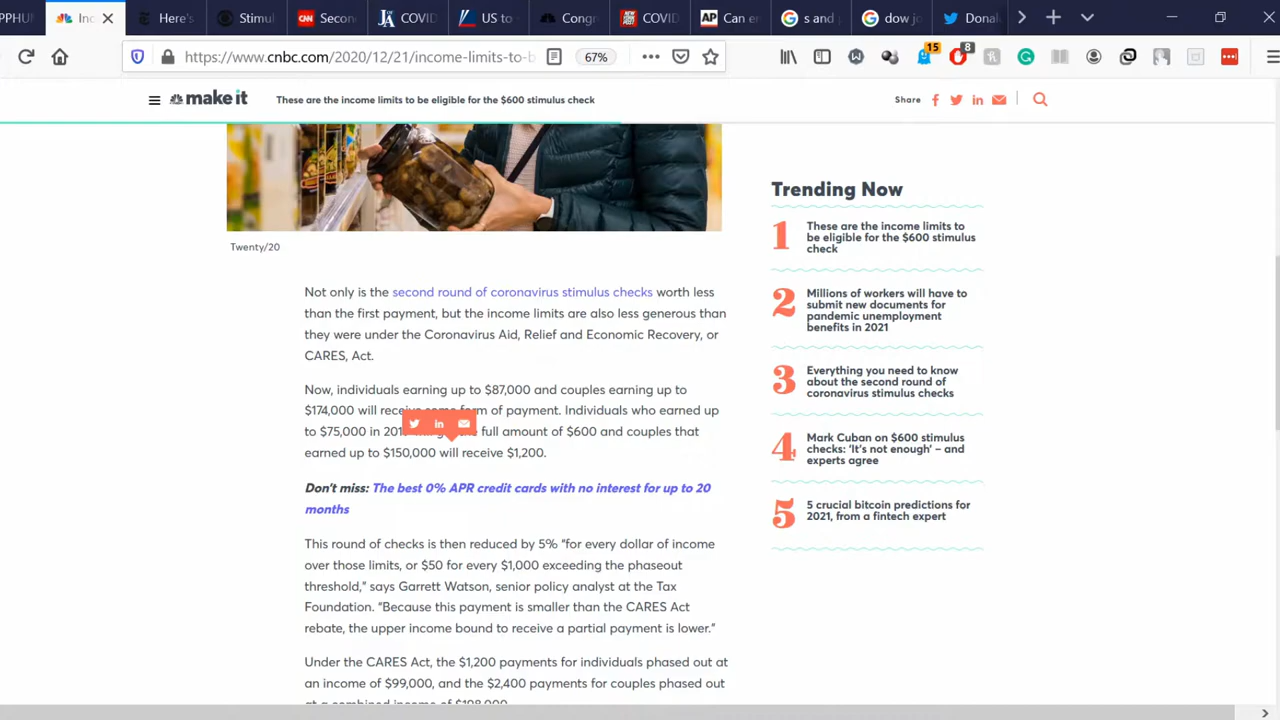 PPHUB
Inc
Here's
Stimul
CNN Secon
JA COVID
US to
Congr
COVID
AP Can e
s and
dow jo
Donal
https://www.cnbc.com/2020/12/21/income-limits-to-b
67%
15
8
make it
These are the income limits to be eligible for the $600 stimulus check
Share
Twenty/20
Not only is the second round of coronavirus stimulus checks worth less
than the first payment, but the income limits are also less generous than
they were under the Coronavirus Aid, Relief and Economic Recovery, or
CARES, Act.
Now, individuals earning up to $87,000 and couples earning up to
$174,000 will receive some form of payment. Individuals who earned up
to $75,000 in 201 full amount of $600 and couples that
earned up to $150,000 will receive $1,200.
Don't miss: The best 0% APR credit cards with no interest for up to 20
months
This round of checks is then reduced by 5% "for every dollar of income
over those limits, or $50 for every $1,000 exceeding the phaseout
threshold," says Garrett Watson, senior policy analyst at the Tax
Foundation. "Because this payment is smaller than the CARES Act
rebate, the upper income bound to receive a partial payment is lower."
Under the CARES Act, the $1,200 payments for individuals phased out at
an income of $99,000, and the $2,400 payments for couples phased out
at a combined income of $198,000.
Trending Now
1
These are the income limits to
be eligible for the $600 stimulus
check
2
Millions of workers will have to
submit new documents for
pandemic unemployment
benefits in 2021
3
Everything you need to know
about the second round of
coronavirus stimulus checks
4
Mark Cuban on $600 stimulus
checks: 'It's not enough' – and
experts agree
5
5 crucial bitcoin predictions for
2021, from a fintech expert